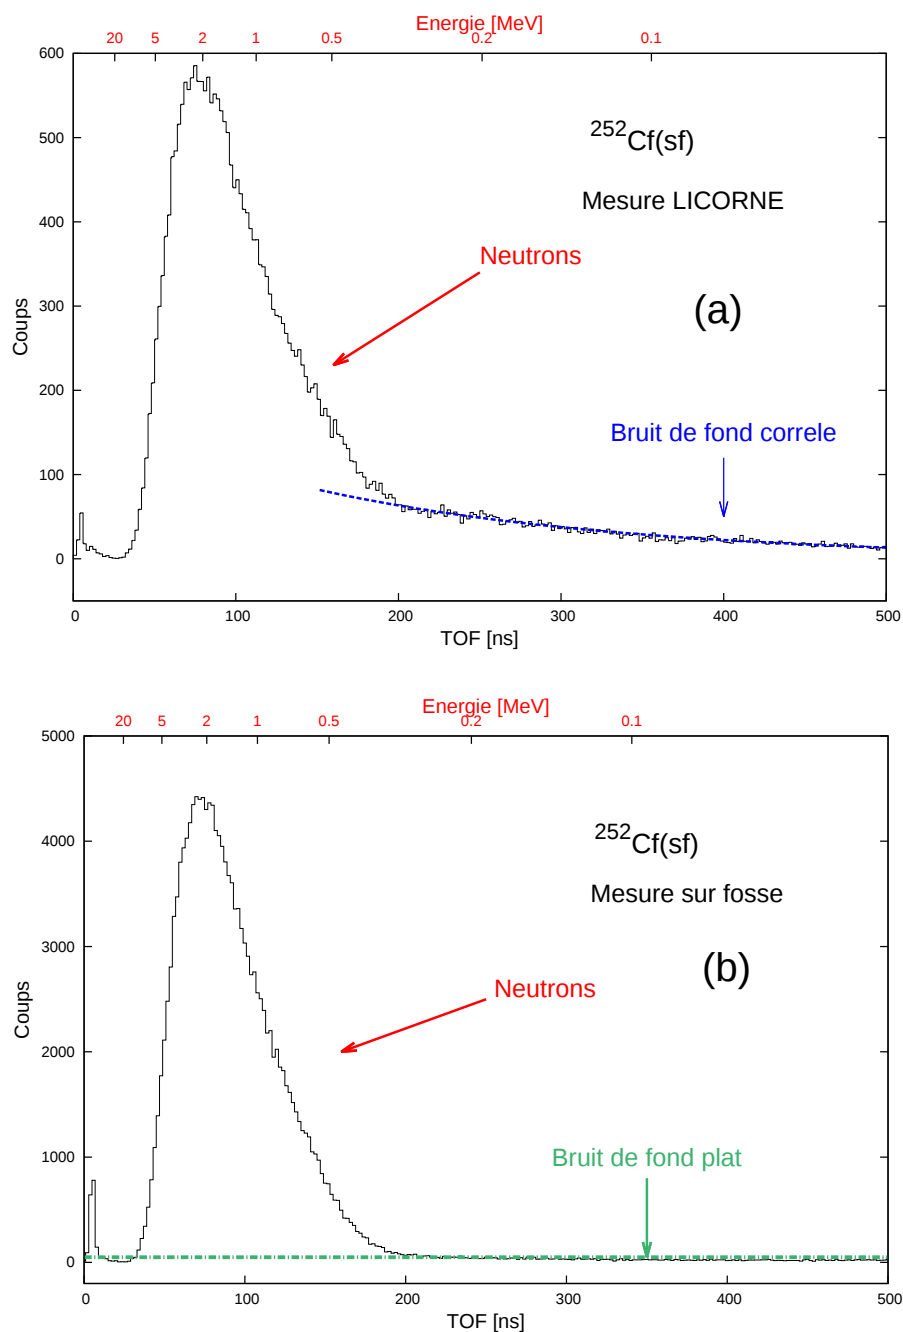 Energie [MeV]
20 5 2 1 0.5 0.2 0.1
600
500
400
300
200
100
0
Coups
252Cf(sf)
Mesure LICORNE
Neutrons
(a)
Bruit de fond correle
0 100 200 300 400 500
TOF [ns]
Energie [MeV]
20 5 2 1 0.5 0.2 0.1
5000
4000
3000
2000
1000
0
Coups
252Cf(sf)
Mesure sur fosse
(b)
Neutrons
Bruit de fond plat
0 100 200 300 400 500
TOF [ns]